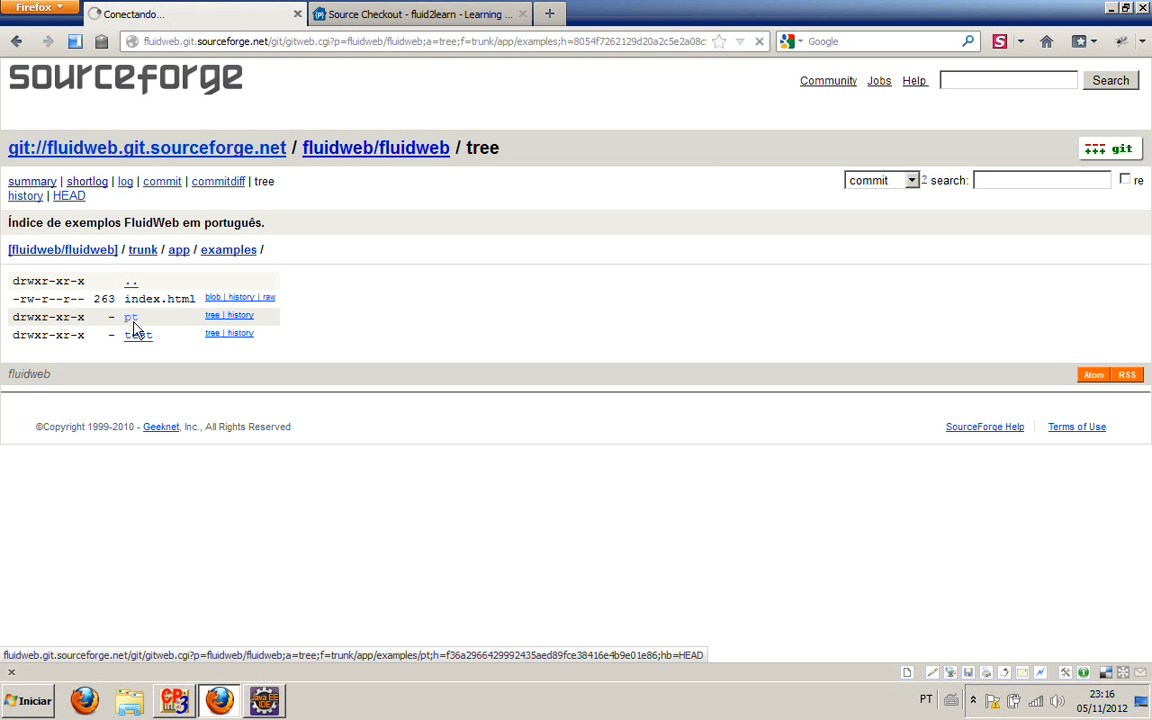 Firefox
Conectando...
Source Checkout - fluid2learn - Learning ...
fluidweb.git.sourceforge.net/git/gitweb.cgi?p=fluidweb/fluidweb;a=tree;f=trunk/app/examples;h=8054f7262129d20a2c5e2a08c
Google
sourceforge
Community Jobs Help Search
git://fluidweb.git.sourceforge.net / fluidweb/fluidweb / tree
git
summary | shortlog | log | commit | commitdiff | tree
commit ? search: re
history | HEAD
Índice de exemplos FluidWeb em português.
[fluidweb/fluidweb] / trunk / app / examples /
drwxr-xr-x ..
-rw-r--r-- 263 index.html blob | history | raw
drwxr-xr-x - pt tree | history
drwxr-xr-x - test tree | history
fluidweb
Atom RSS
©Copyright 1999-2010 - Geeknet, Inc., All Rights Reserved
SourceForge Help Terms of Use
fluidweb.git.sourceforge.net/git/gitweb.cgi?p=fluidweb/fluidweb;a=tree;f=trunk/app/examples/pt;h=f36a2966429992435aed89fce38416e4b9e01e86;hb=HEAD
Iniciar
Java EE IDE
PT
23:16
05/11/2012